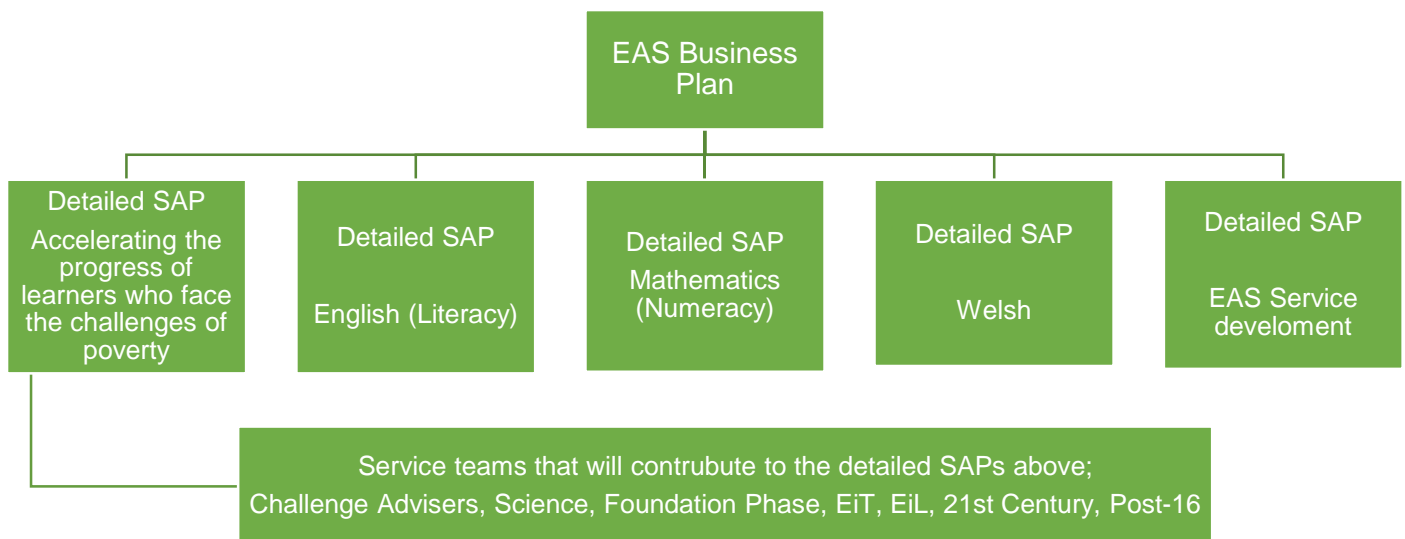 EAS Business
Plan
Detailed SAP
Accelerating the
progress of
learners who face
the challenges of
poverty
Detailed SAP
English (Literacy)
Detailed SAP
Mathematics
(Numeracy)
Detailed SAP
Welsh
Detailed SAP
EAS Service
develoment
Service teams that will contrubute to the detailed SAPs above;
Challenge Advisers, Science, Foundation Phase, EiT, EiL, 21st Century, Post-16